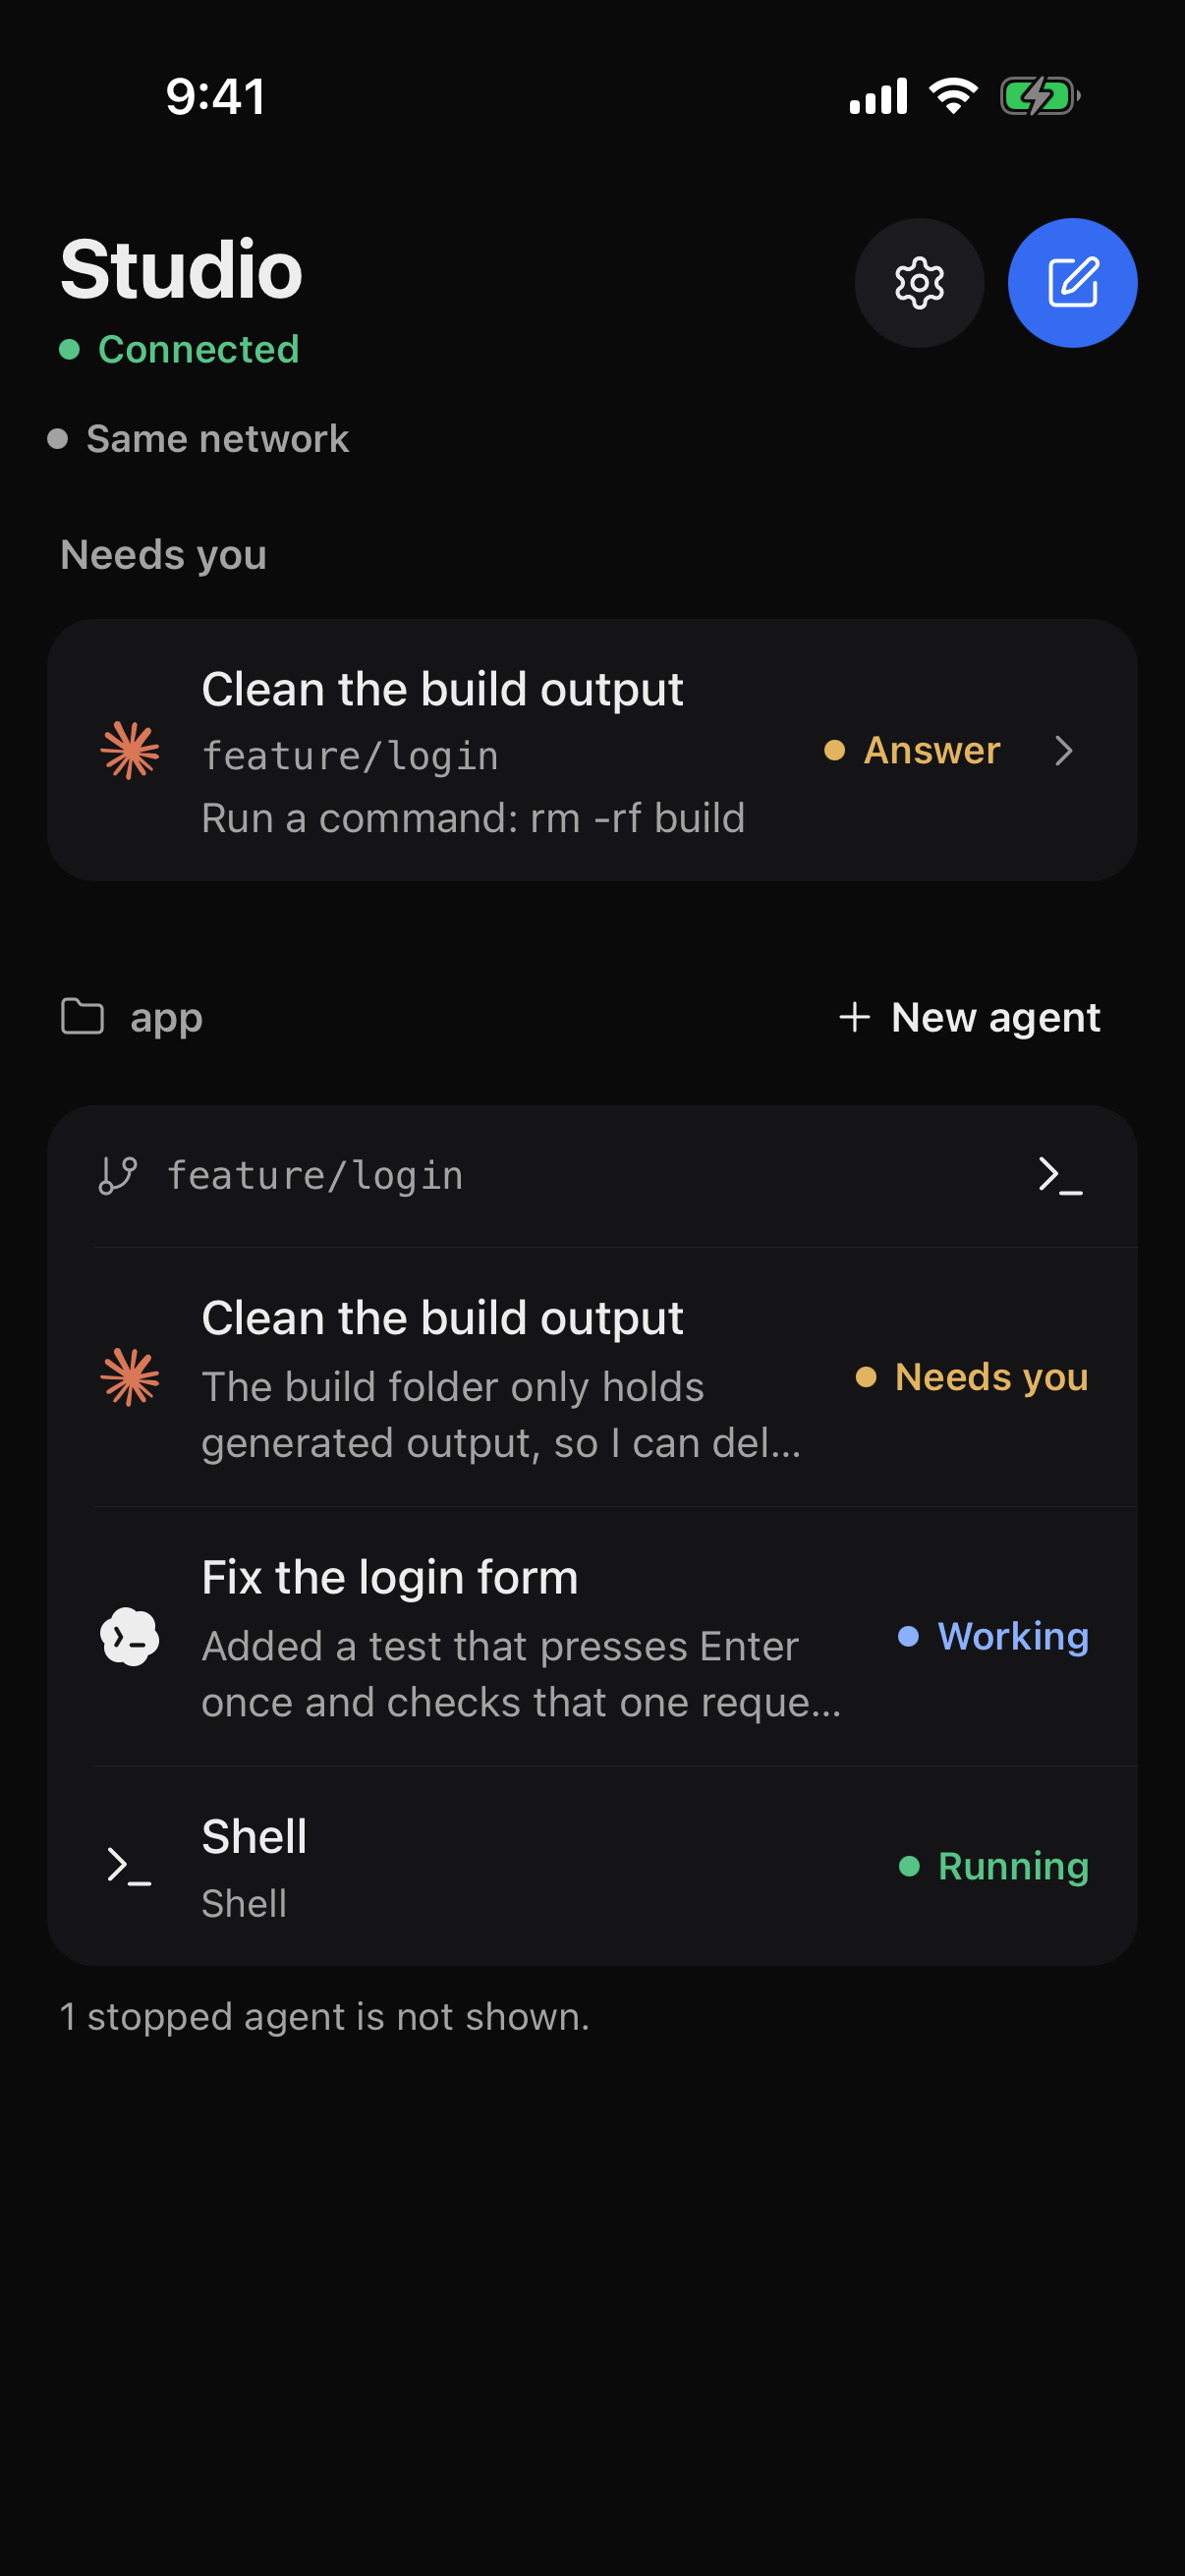 9:41
Studio
Connected
Same network
Needs you
Clean the build output
feature/login
Answer
Run a command: rm -rf build
app
New agent
feature/login
Clean the build output
The build folder only holds
generated output, so I can del...
Needs you
Fix the login form
Added a test that presses Enter
once and checks that one reque...
Working
Shell
Shell
Running
1 stopped agent is not shown.